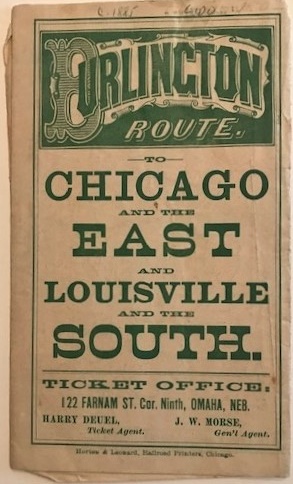 c. 1885
BURLINGTON
ROUTE.
TO
CHICAGO
AND THE
EAST
AND
LOUISVILLE
AND THE
SOUTH.
TICKET OFFICE:
122 FARNAM ST. Cor. Ninth, OMAHA, NEB.
HARRY DEUEL, J. W. MORSE,
Ticket Agent. Gen'l Agent.
Horton & Leonard, Railroad Printers, Chicago.